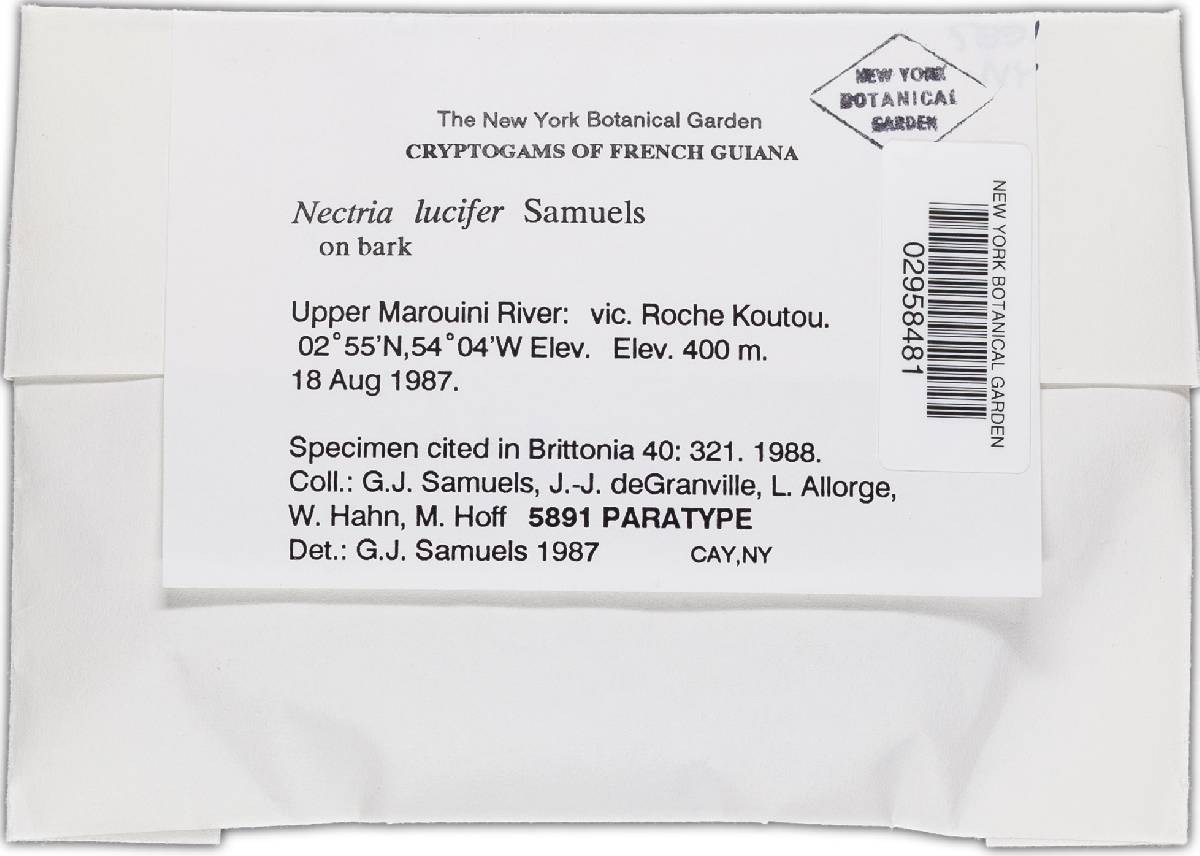 NEW YORK
BOTANICAL
GARDEN
The New York Botanical Garden
CRYPTOGAMS OF FRENCH GUIANA
Nectria lucifer Samuels
on bark
Upper Marouini River: vic. Roche Koutou.
02°55'N,54°04'W Elev. Elev. 400 m.
18 Aug 1987.
Specimen cited in Brittonia 40: 321. 1988.
Coll.: G.J. Samuels, J.-J. deGranville, L. Allorge,
W. Hahn, M. Hoff 5891 PARATYPE
Det.: G.J. Samuels 1987 CAY,NY
NEW YORK BOTANICAL GARDEN
02958481